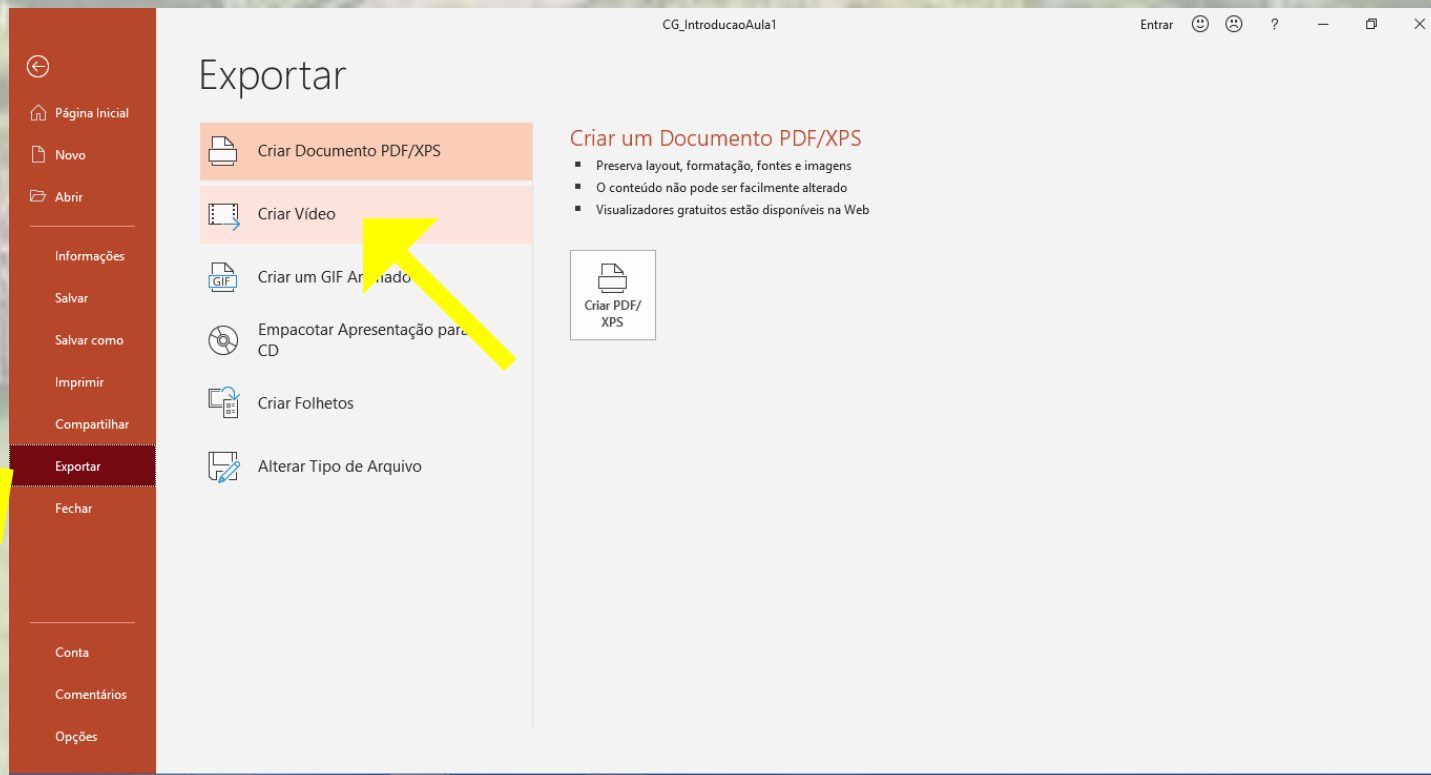 CG_IntroducaoAula1
Entrar
?
Exportar
Página Inicial
Novo
Abrir
Informações
Salvar
Salvar como
Imprimir
Compartilhar
Exportar
Fechar
Conta
Comentários
Opções
Criar Documento PDF/XPS
Criar Vídeo
GIF
Criar um GIF Animado
Empacotar Apresentação para
CD
Criar Folhetos
Alterar Tipo de Arquivo
Criar um Documento PDF/XPS
Preserva layout, formatação, fontes e imagens
O conteúdo não pode ser facilmente alterado
Visualizadores gratuitos estão disponíveis na Web
Criar PDF/
XPS